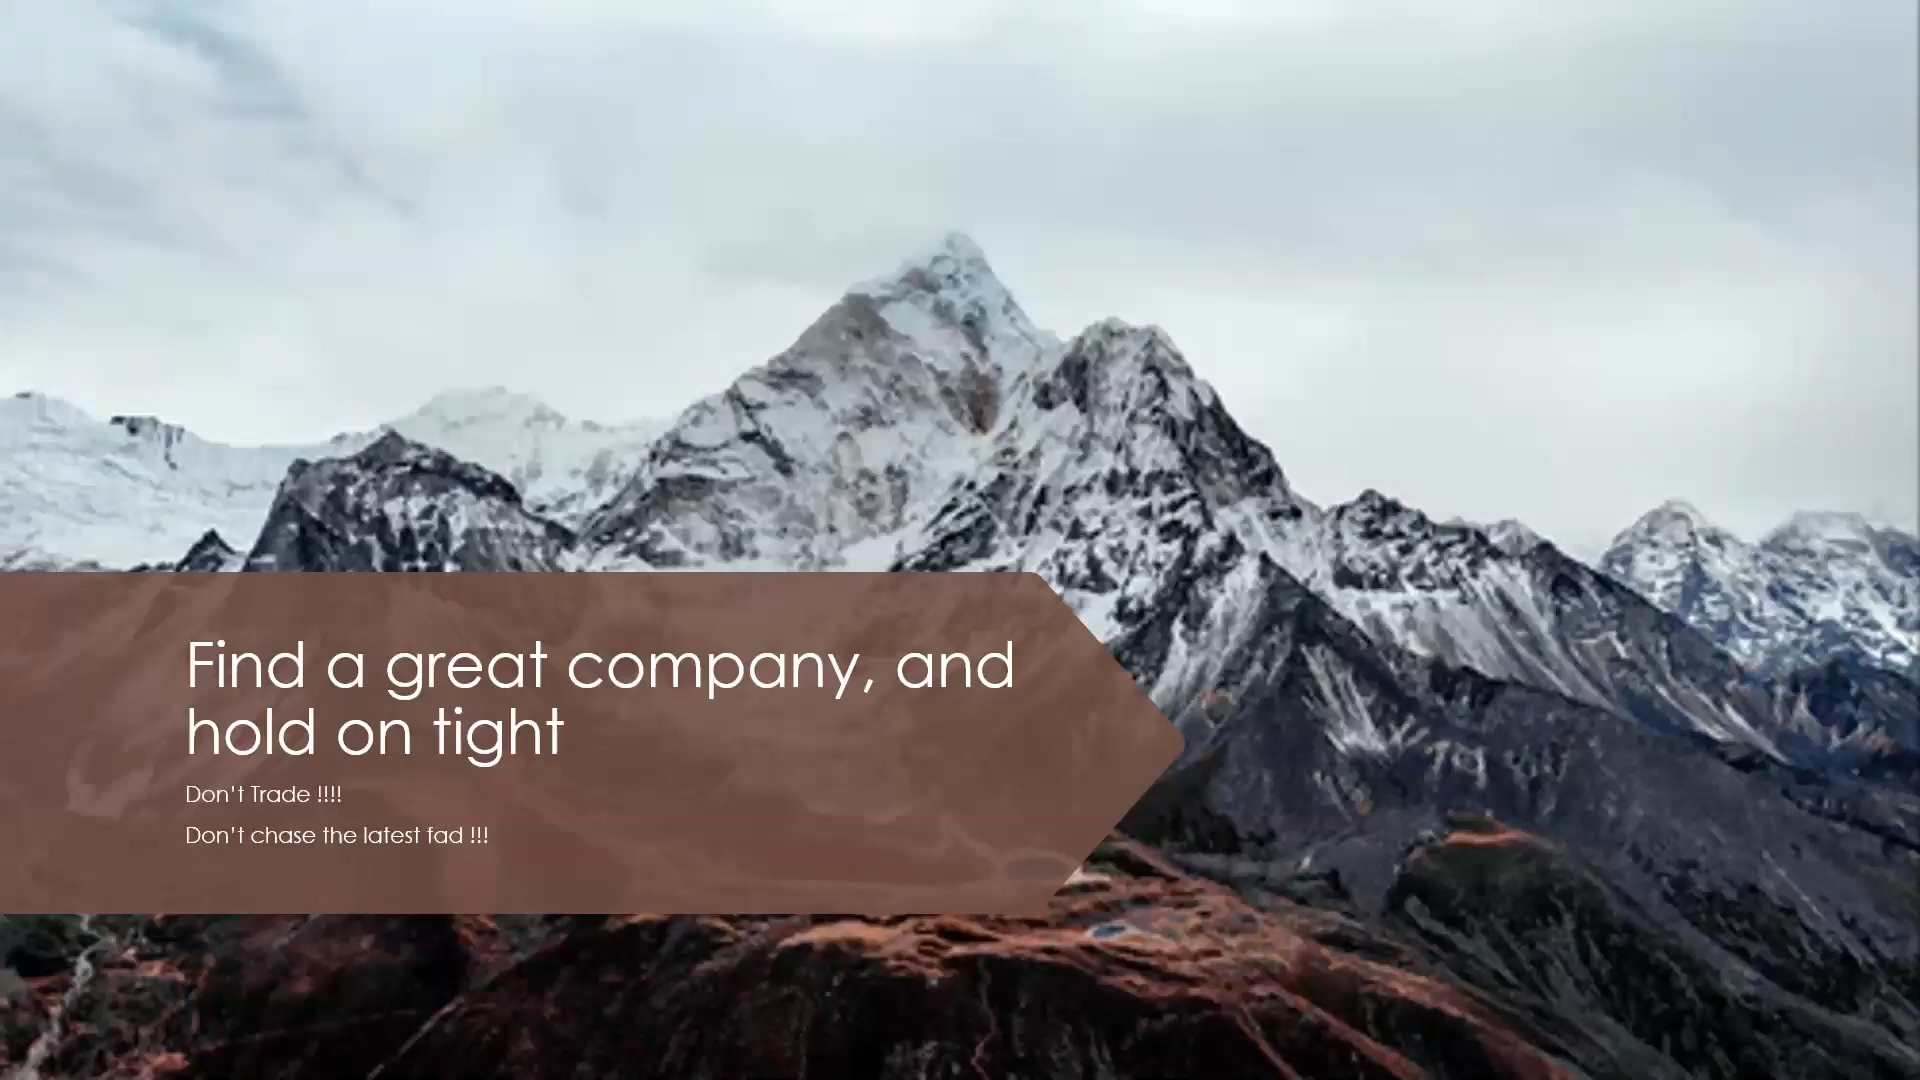 Find a great company, and
hold on tight
Don't Trade !!!!
Don't chase the latest fad !!!